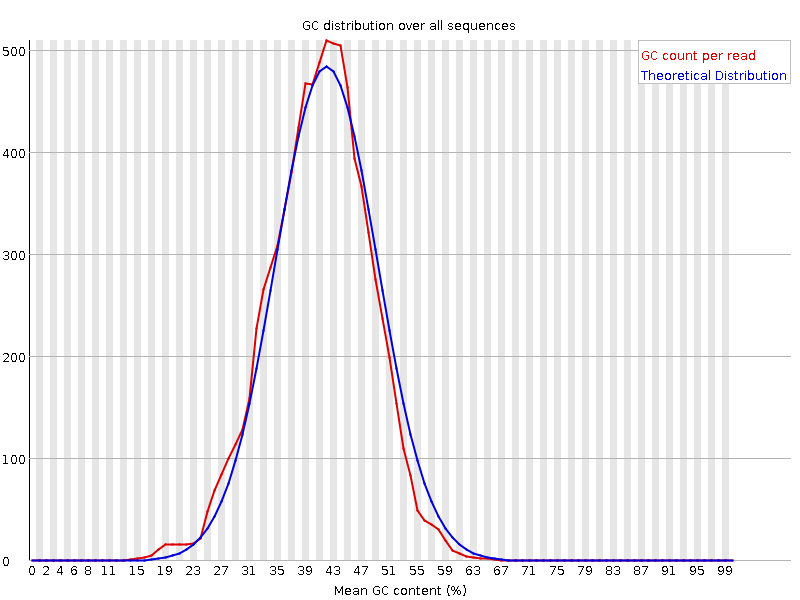 GC distribution over all sequences
GC count per read
Theoretical Distribution
500
400
300
200
100
0
0 2 4 6 8 11 15 19 23 27 31 35 39 43 47 51 55 59 63 67 71 75 79 83 87 91 95 99
Mean GC content (%)